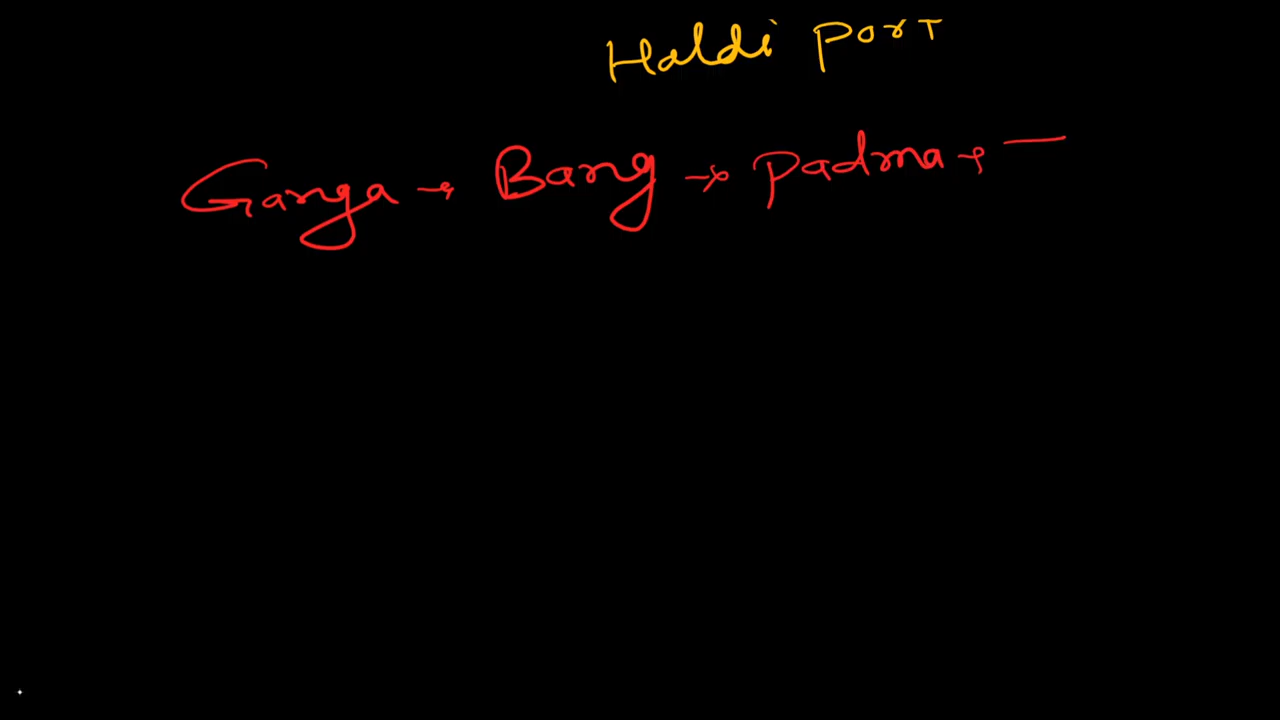 Haldi Port
Ganga → Bang → Padma →